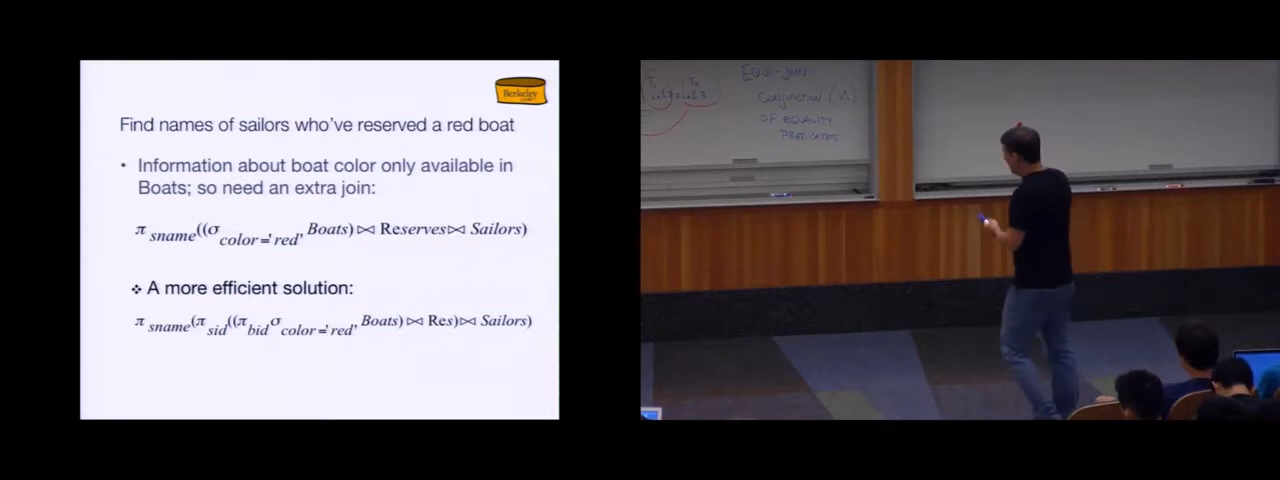 Berkeley
Find names of sailors who've reserved a red boat
• Information about boat color only available in
Boats; so need an extra join:
π sname((σ color='red' Boats) ⋈ Reserves ⋈ Sailors)
❖ A more efficient solution:
π sname(π sid((π bid σ color='red' Boats) ⋈ Res) ⋈ Sailors)
EQUI-JOIN:
CONJUNCTION (∧)
OF EQUALITY
PREDICATES